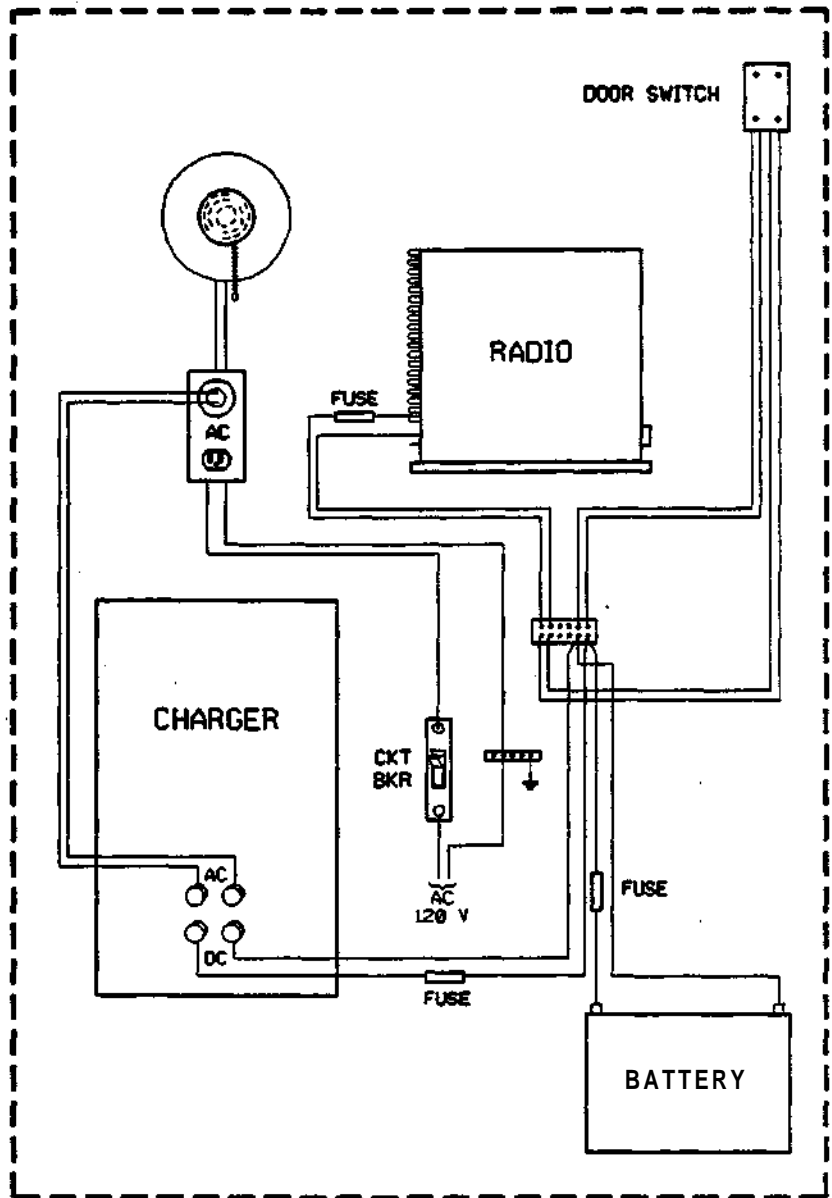 DOOR SWITCH
RADIO
FUSE
AC
CHARGER
CKT
BKR
AC
FUSE
AC
120 V
DC
FUSE
BATTERY